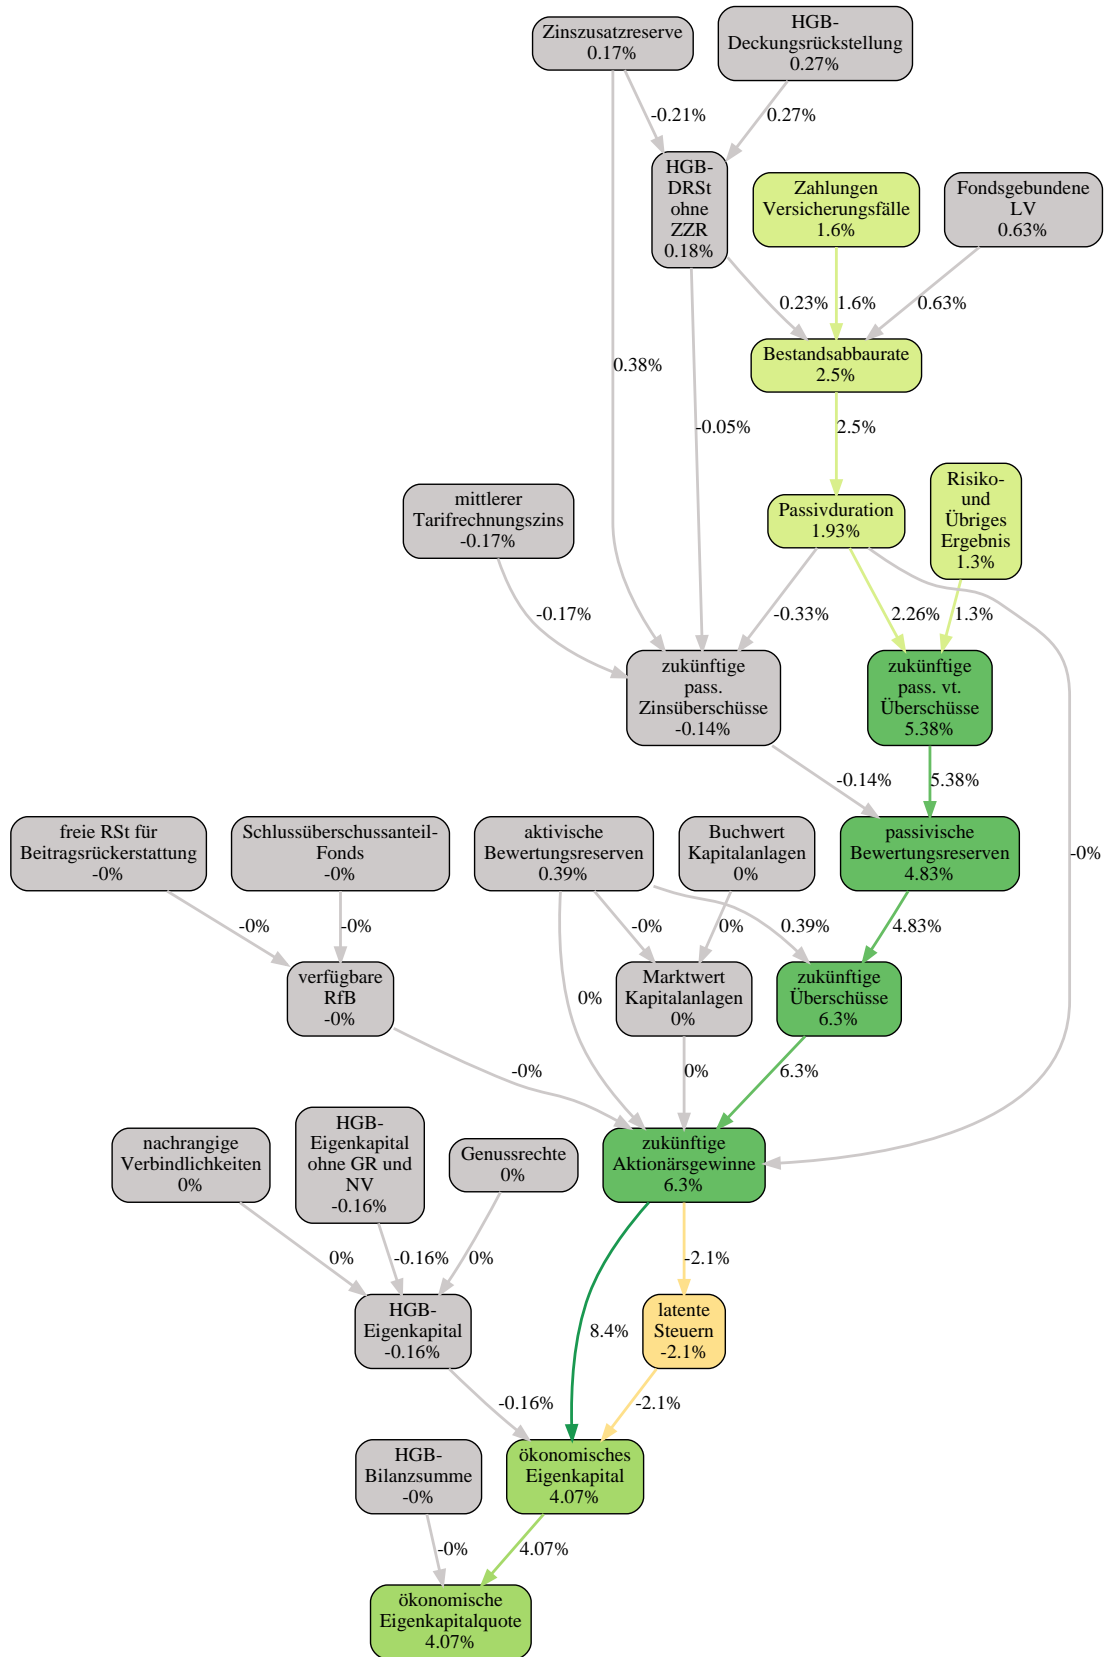 Zinszusatzreserve
0.17%
HGB-
Deckungsrückstellung
0.27%
-0.21%
0.27%
HGB-
DRSt
ohne
ZZR
0.18%
Zahlungen
Versicherungsfälle
1.6%
Fondsgebundene
LV
0.63%
0.23%
1.6%
0.63%
Bestandsabbaurate
2.5%
0.38%
-0.05%
2.5%
mittlerer
Tarifrechnungszins
-0.17%
Passivduration
1.93%
Risiko-
und
Übriges
Ergebnis
1.3%
-0.17%
-0.33%
2.26%
1.3%
zukünftige
pass.
Zinsüberschüsse
-0.14%
zukünftige
pass. vt.
Überschüsse
5.38%
-0.14%
5.38%
freie RSt für
Beitragsrückerstattung
-0%
Schlussüberschussanteil-
Fonds
-0%
aktivische
Bewertungsreserven
0.39%
Buchwert
Kapitalanlagen
0%
passivische
Bewertungsreserven
4.83%
-0%
-0%
-0%
-0%
0%
0.39%
4.83%
verfügbare
RfB
-0%
0%
Marktwert
Kapitalanlagen
0%
zukünftige
Überschüsse
6.3%
-0%
0%
6.3%
nachrangige
Verbindlichkeiten
0%
HGB-
Eigenkapital
ohne GR und
NV
-0.16%
Genussrechte
0%
zukünftige
Aktionärsgewinne
6.3%
0%
-0.16%
0%
-2.1%
HGB-
Eigenkapital
-0.16%
8.4%
latente
Steuern
-2.1%
-0.16%
-2.1%
HGB-
Bilanzsumme
-0%
ökonomisches
Eigenkapital
4.07%
-0%
4.07%
ökonomische
Eigenkapitalquote
4.07%